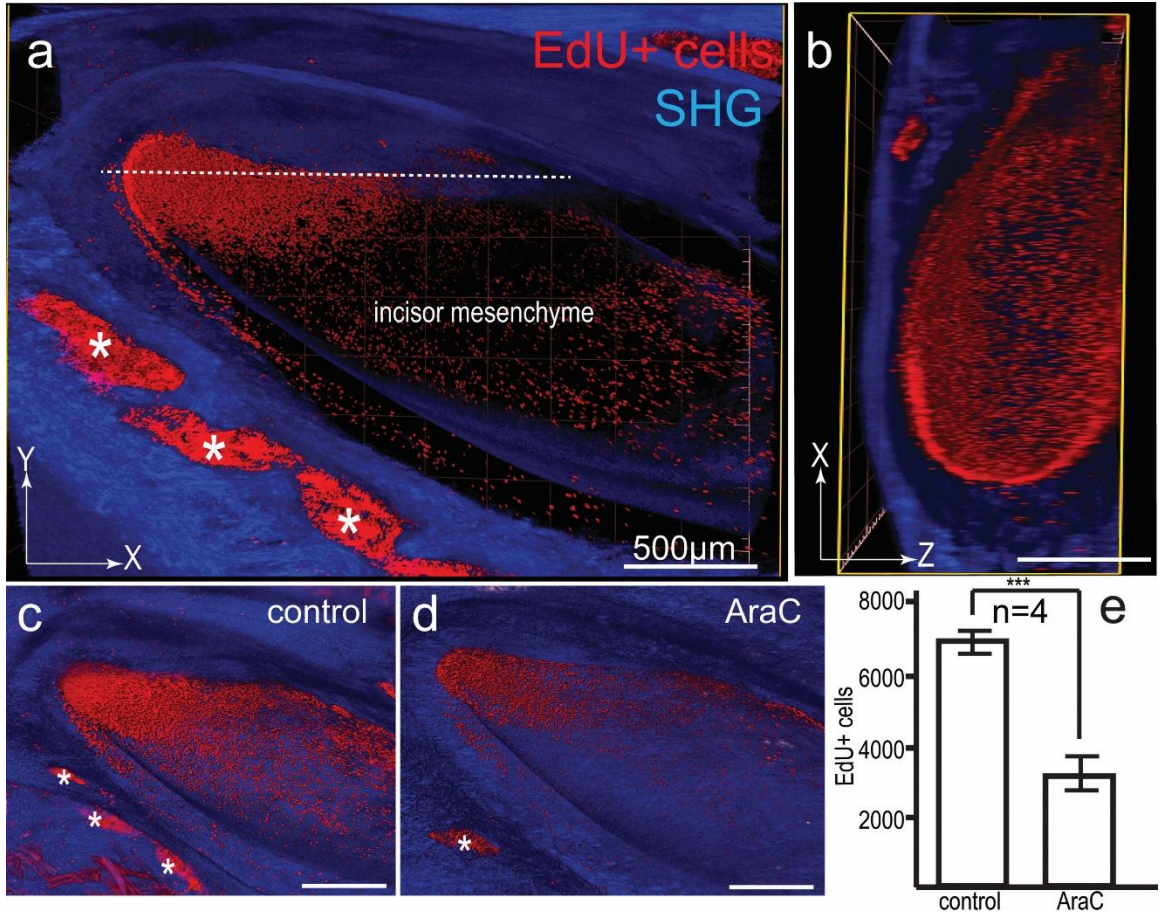 a
EdU+ cells
SHG
incisor mesenchyme
*
*
*
Y
X
500µm
b
X
Z
c
control
*
*
*
d
AraC
*
e
***
n=4
8000
6000
4000
2000
EdU+ cells
control
AraC